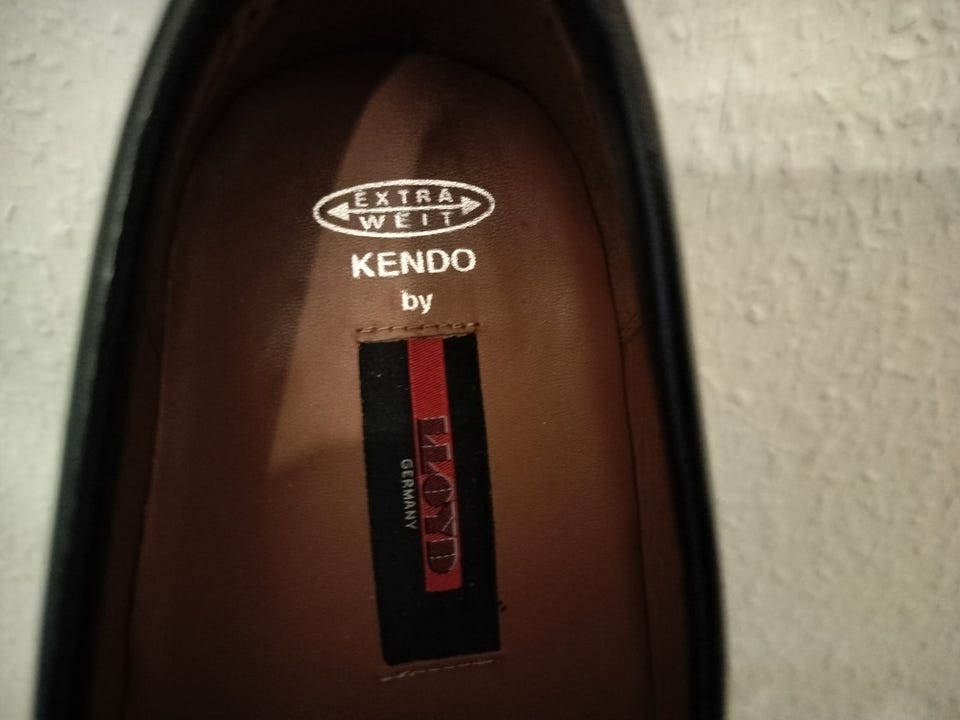 EXTRA
WEIT
KENDO
by
LLOYD
GERMANY